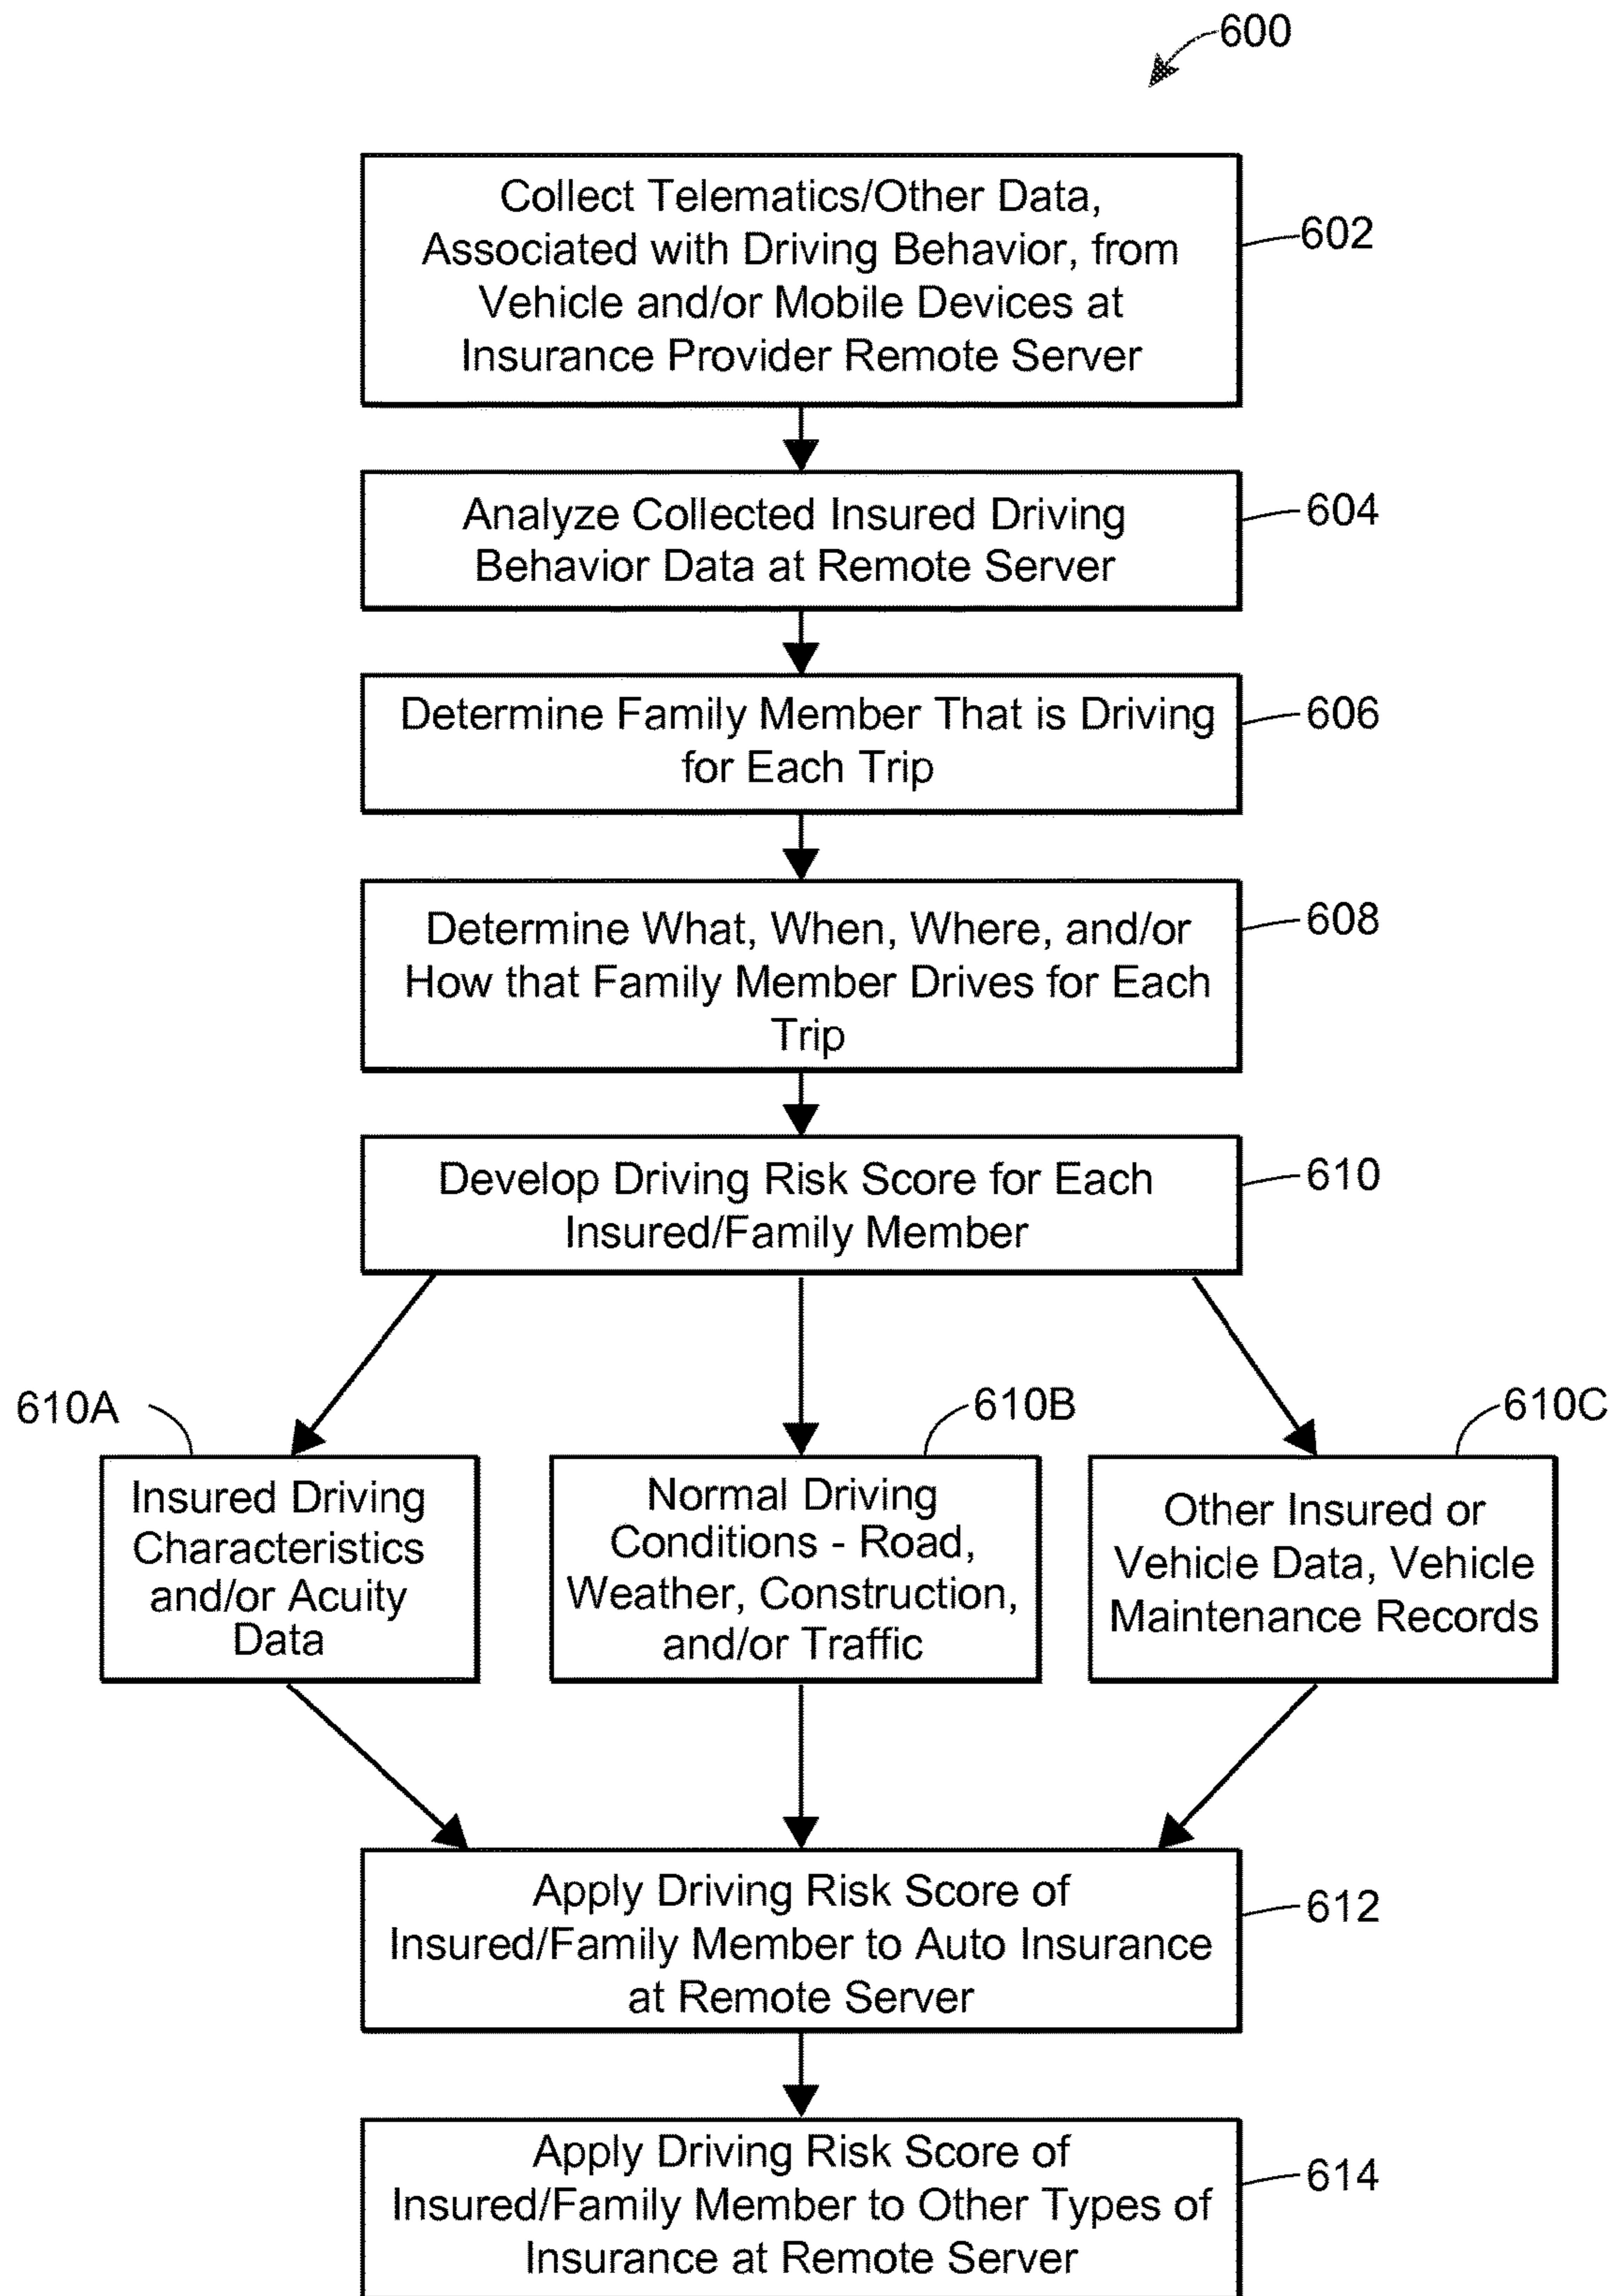 600
Collect Telematics/Other Data,
Associated with Driving Behavior, from
Vehicle and/or Mobile Devices at
Insurance Provider Remote Server
602
Analyze Collected Insured Driving
Behavior Data at Remote Server
604
Determine Family Member That is Driving
for Each Trip
606
Determine What, When, Where, and/or
How that Family Member Drives for Each
Trip
608
Develop Driving Risk Score for Each
Insured/Family Member
610
610A
Insured Driving
Characteristics
and/or Acuity
Data
610B
Normal Driving
Conditions - Road,
Weather, Construction,
and/or Traffic
610C
Other Insured or
Vehicle Data, Vehicle
Maintenance Records
Apply Driving Risk Score of
Insured/Family Member to Auto Insurance
at Remote Server
612
Apply Driving Risk Score of
Insured/Family Member to Other Types of
Insurance at Remote Server
614